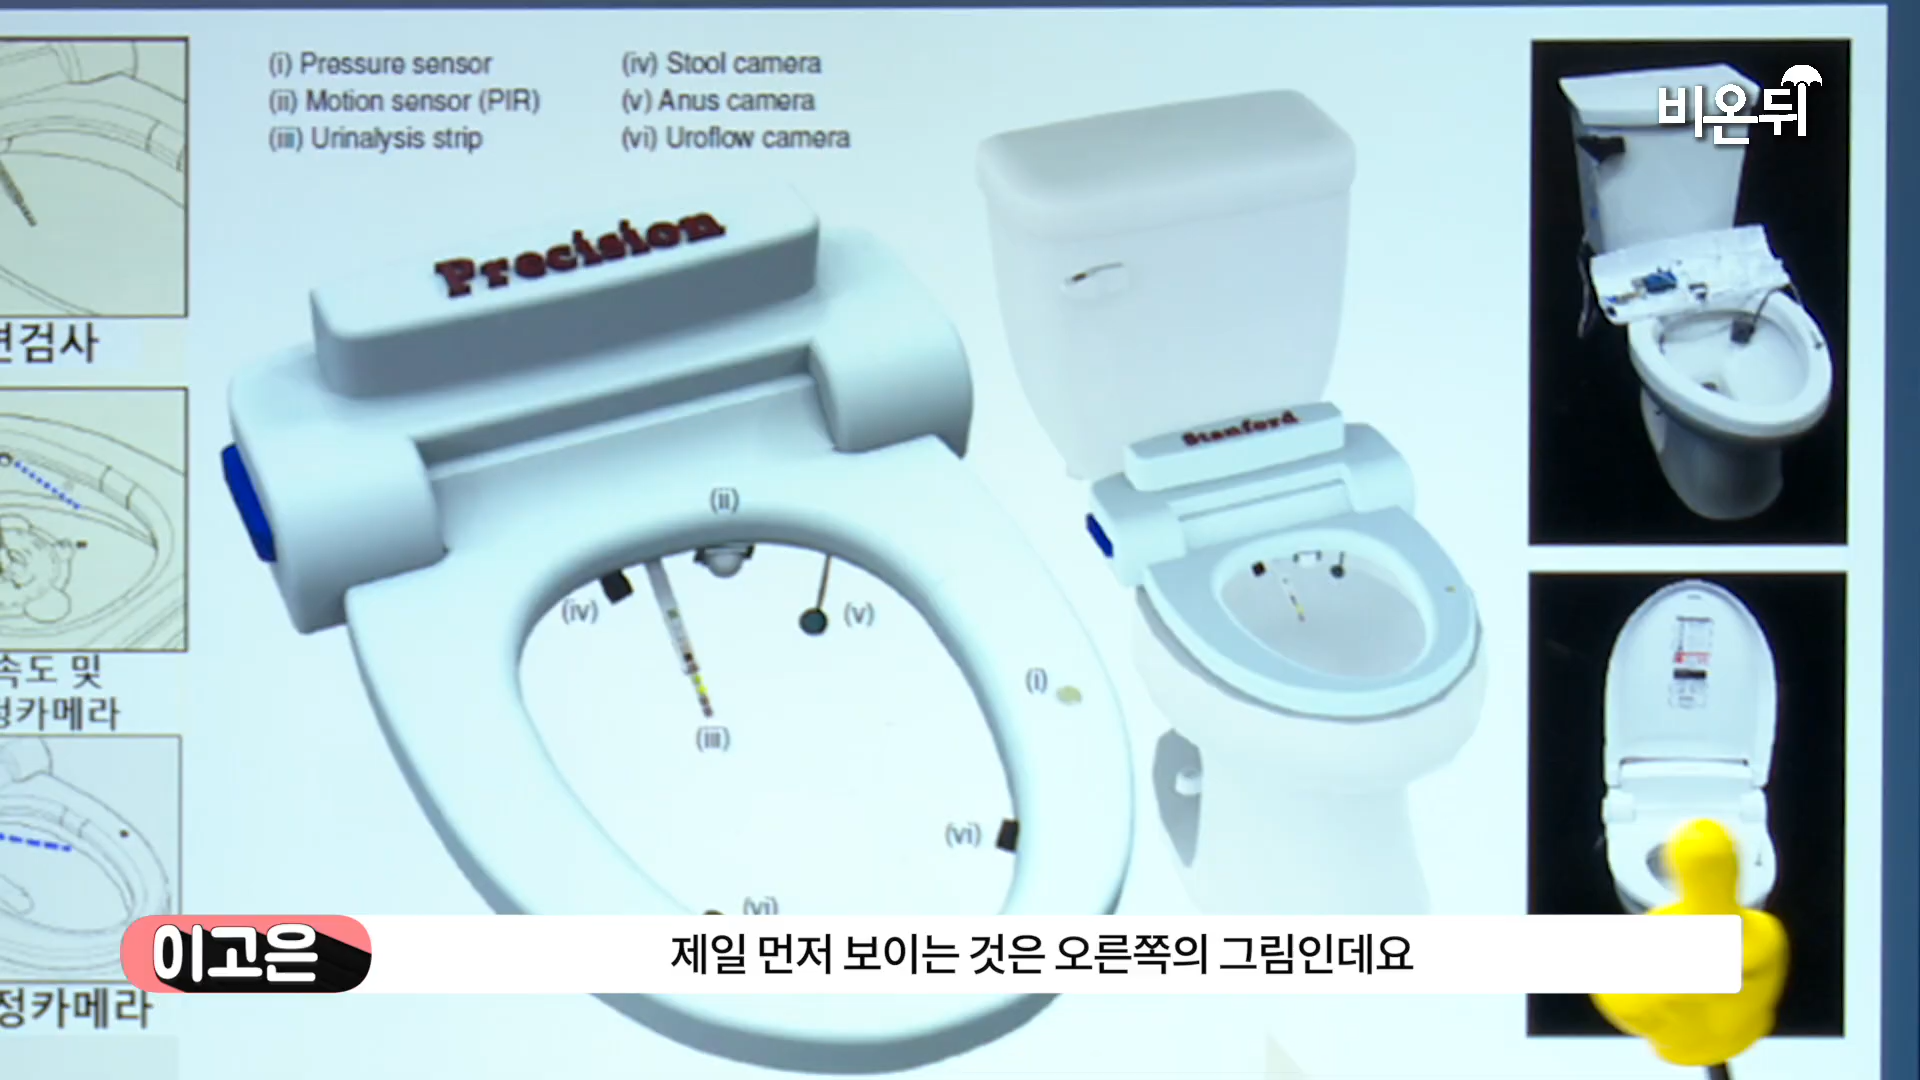 (i) Pressure sensor
(ii) Motion sensor (PIR)
(iii) Urinalysis strip
(iv) Stool camera
(v) Anus camera
(vi) Uroflow camera
비온뒤
Precision
Stanford
변검사
(ii)
(iv)
(v)
(i)
(iii)
속도 및
정카메라
(vi)
(vi)
이고은
제일 먼저 보이는 것은 오른쪽의 그림인데요
정카메라